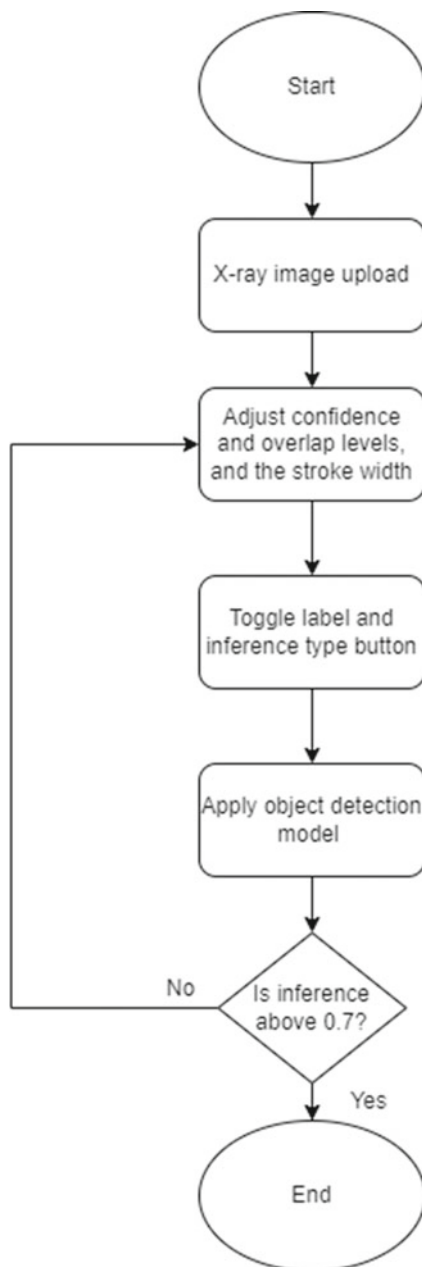 Start
X-ray image upload
Adjust confidence
and overlap levels,
and the stroke width
Toggle label and
inference type button
Apply object detection
model
No
Is inference
above 0.7?
Yes
End